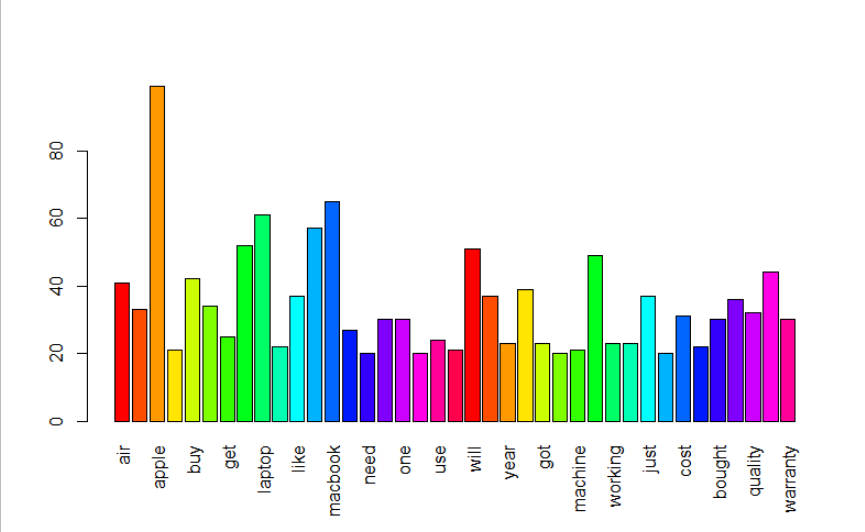 80
60
40
20
0
air
apple
buy
get
laptop
like
macbook
need
one
use
will
year
got
machine
working
just
cost
bought
quality
warranty